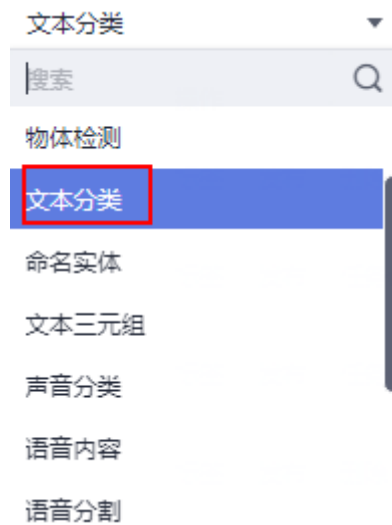 文本分类
搜索
物体检测
文本分类
命名实体
文本三元组
声音分类
语音内容
语音分割